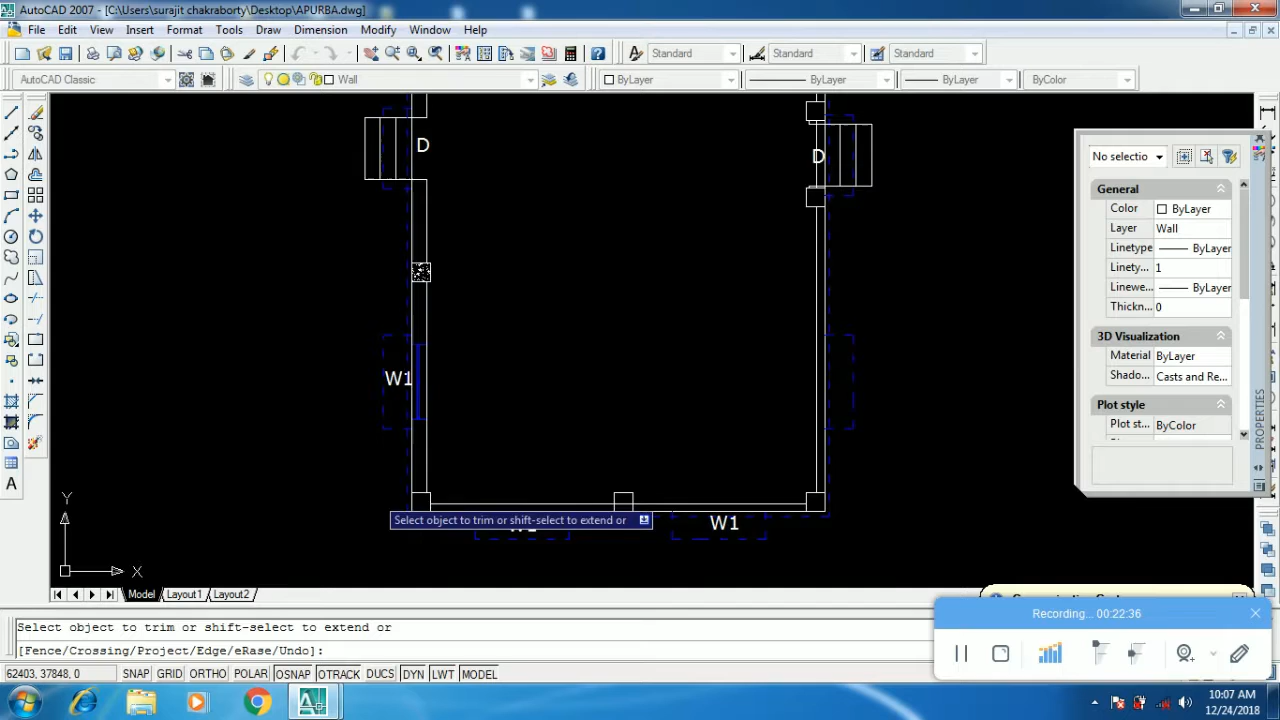 AutoCAD 2007 - [C:\Users\surajit chakraborty\Desktop\APURBA.dwg]
File Edit View Insert Format Tools Draw Dimension Modify Window Help
Standard Standard Standard
AutoCAD Classic Wall ByLayer ByLayer ByLayer ByColor
D
D
W1
W1
Select object to trim or shift-select to extend or
Y
X
No selectio
General
Color ByLayer
Layer Wall
Linetype ByLayer
Linety... 1
Linewe... ByLayer
Thickn... 0
3D Visualization
Material ByLayer
Shado... Casts and Re...
Plot style
Plot st... ByColor
PROPERTIES
A
Model Layout1 Layout2
Select object to trim or shift-select to extend or
[Fence/Crossing/Project/Edge/eRase/Undo]:
Recording... 00:22:36
62403, 37848, 0 SNAP GRID ORTHO POLAR OSNAP OTRACK DUCS DYN LWT MODEL
10:07 AM
12/24/2018